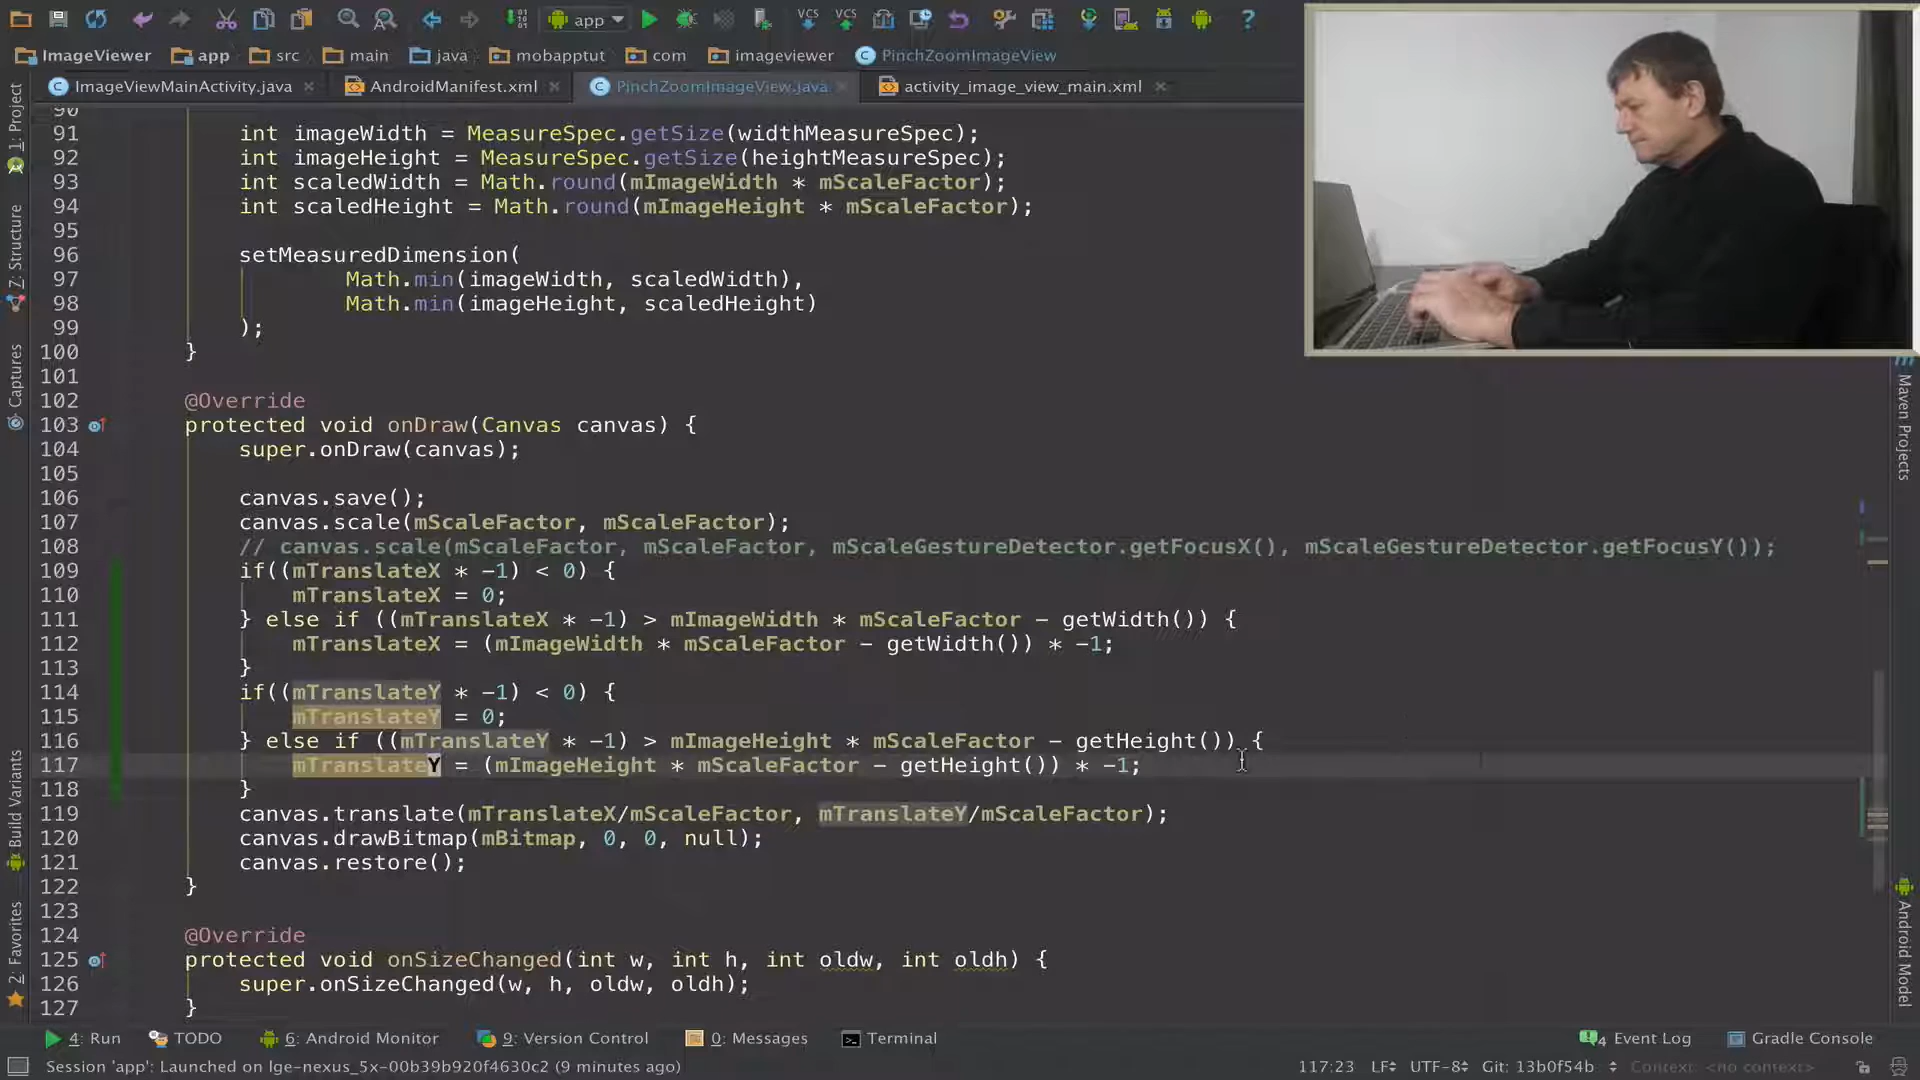 app
VCS
VCS
?
ImageViewer app src main java mobapptut com imageviewer PinchZoomImageView
ImageViewMainActivity.java AndroidManifest.xml PinchZoomImageView.java activity_image_view_main.xml
1: Project
7: Structure
Captures
Build Variants
2: Favorites
90
91 int imageWidth = MeasureSpec.getSize(widthMeasureSpec);
92 int imageHeight = MeasureSpec.getSize(heightMeasureSpec);
93 int scaledWidth = Math.round(mImageWidth * mScaleFactor);
94 int scaledHeight = Math.round(mImageHeight * mScaleFactor);
95
96 setMeasuredDimension(
97 Math.min(imageWidth, scaledWidth),
98 Math.min(imageHeight, scaledHeight)
99 );
100 }
101
102 @Override
103 protected void onDraw(Canvas canvas) {
104 super.onDraw(canvas);
105
106 canvas.save();
107 canvas.scale(mScaleFactor, mScaleFactor);
108 // canvas.scale(mScaleFactor, mScaleFactor, mScaleGestureDetector.getFocusX(), mScaleGestureDetector.getFocusY());
109 if((mTranslateX * -1) < 0) {
110 mTranslateX = 0;
111 } else if ((mTranslateX * -1) > mImageWidth * mScaleFactor - getWidth()) {
112 mTranslateX = (mImageWidth * mScaleFactor - getWidth()) * -1;
113 }
114 if((mTranslateY * -1) < 0) {
115 mTranslateY = 0;
116 } else if ((mTranslateY * -1) > mImageHeight * mScaleFactor - getHeight()) {
117 mTranslateY = (mImageHeight * mScaleFactor - getHeight()) * -1;
118 }
119 canvas.translate(mTranslateX/mScaleFactor, mTranslateY/mScaleFactor);
120 canvas.drawBitmap(mBitmap, 0, 0, null);
121 canvas.restore();
122 }
123
124 @Override
125 protected void onSizeChanged(int w, int h, int oldw, int oldh) {
126 super.onSizeChanged(w, h, oldw, oldh);
127 }
Maven Projects
Android Model
4: Run TODO 6: Android Monitor 9: Version Control 0: Messages Terminal 4 Event Log Gradle Console
Session 'app': Launched on lge-nexus_5x-00b39b920f4630c2 (9 minutes ago) 117:23 LF UTF-8 Git: 13b0f54b Context: <no context>